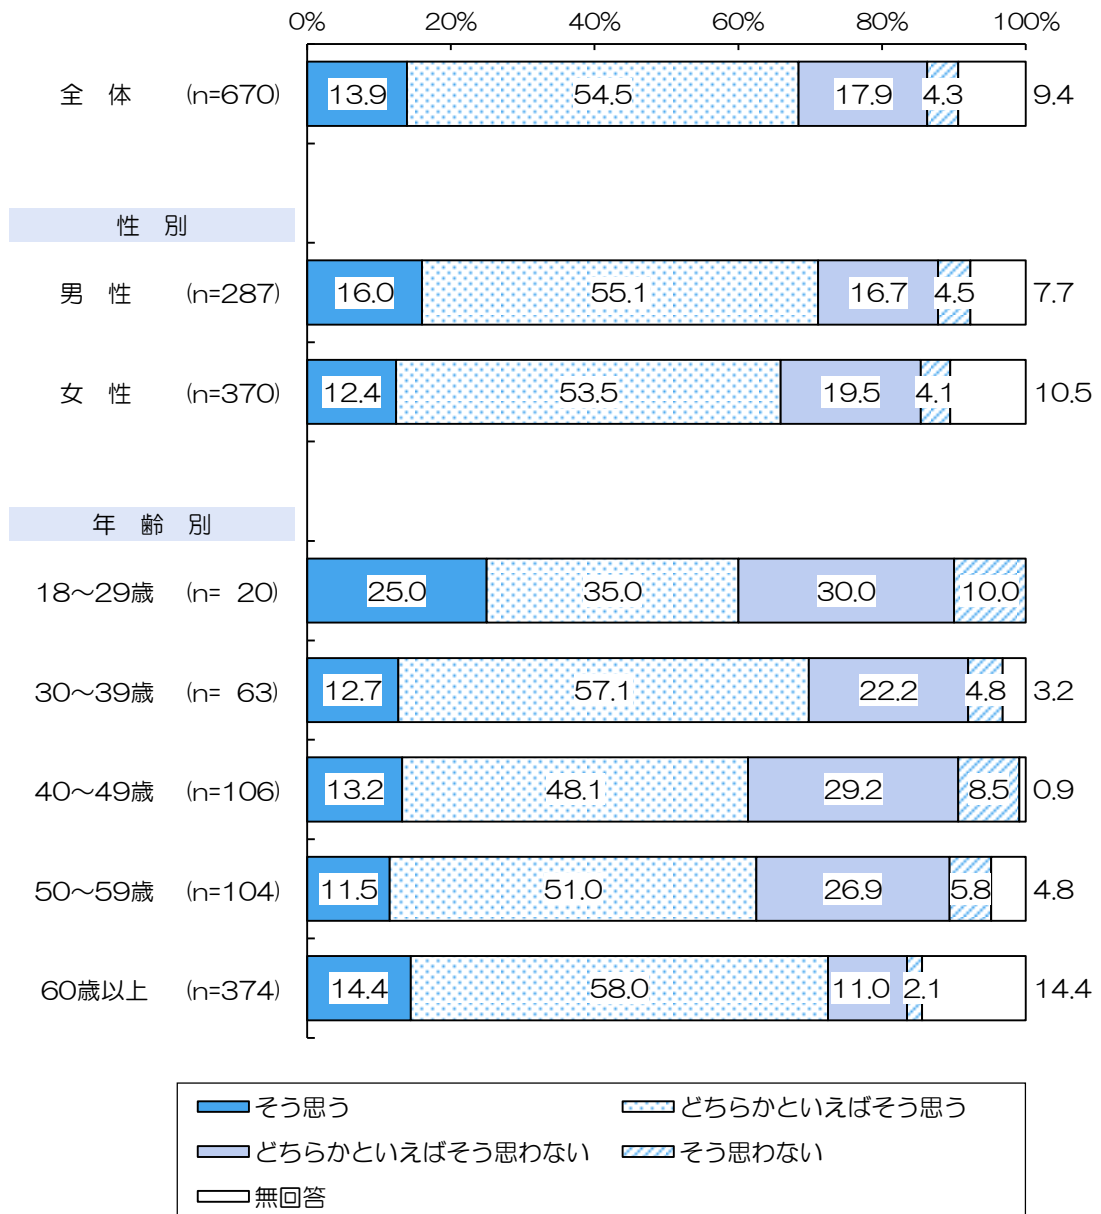 0% 20% 40% 60% 80% 100%
全 体 (n=670) 13.9 54.5 17.9 4.3 9.4
性 別
男 性 (n=287) 16.0 55.1 16.7 4.5 7.7
女 性 (n=370) 12.4 53.5 19.5 4.1 10.5
年 齢 別
18～29歳 (n= 20) 25.0 35.0 30.0 10.0
30～39歳 (n= 63) 12.7 57.1 22.2 4.8 3.2
40～49歳 (n=106) 13.2 48.1 29.2 8.5 0.9
50～59歳 (n=104) 11.5 51.0 26.9 5.8 4.8
60歳以上 (n=374) 14.4 58.0 11.0 2.1 14.4
そう思う どちらかといえばそう思う
どちらかといえばそう思わない そう思わない
無回答